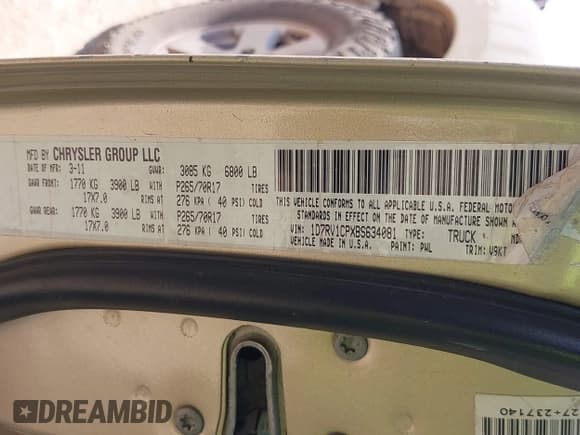 MFD BY CHRYSLER GROUP LLC
DATE OF MFR: 3-11 GVWR: 3085 KG 6800 LB
GAWR FRONT: 1770 KG 3900 LB WITH P265/70R17 TIRES
17X7.0 276 KPA ( 40 PSI) COLD
GAWR REAR: 1770 KG 3900 LB WITH P265/70R17 TIRES
17X7.0 276 KPA ( 40 PSI) COLD
THIS VEHICLE CONFORMS TO ALL APPLICABLE U.S.A. FEDERAL MOTO
STANDARDS IN EFFECT ON THE DATE OF MANUFACTURE SHOWN A
VIN: 1D7RV1CPXBS634081 TYPE: TRUCK MD
VEHICLE MADE IN U.S.A. PAINT: PWL TRIM: V9KT
27+237140
DREAMBID